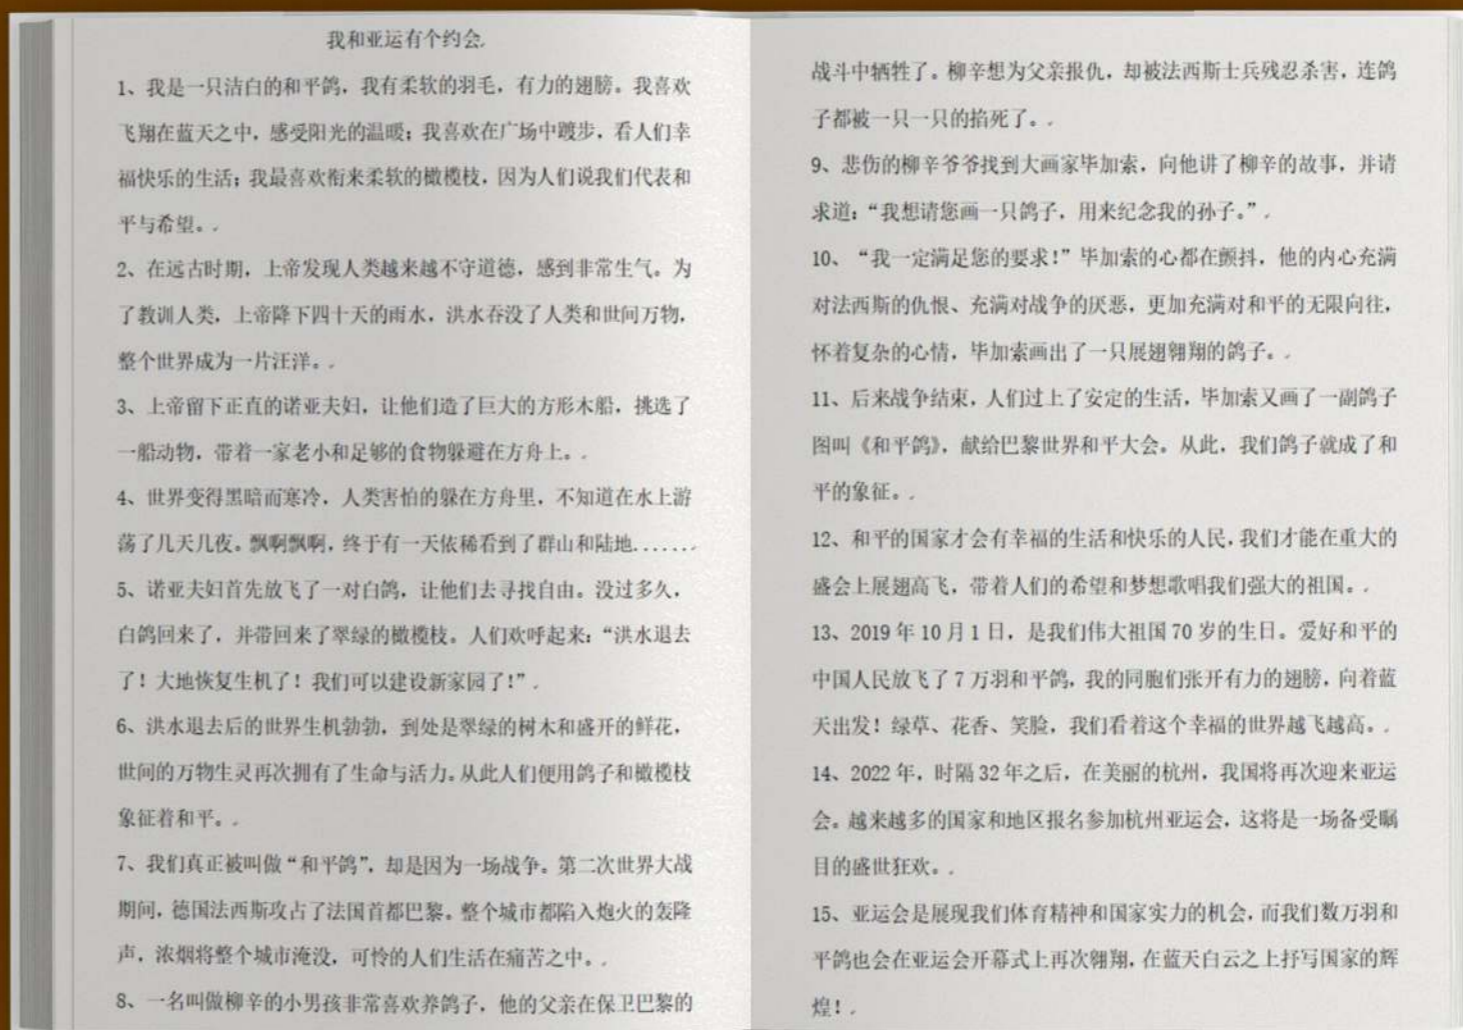 我和亚运有个约会
1、我是一只洁白的和平鸽，我有柔软的羽毛，有力的翅膀。我喜欢
飞翔在蓝天之中，感受阳光的温暖；我喜欢在广场中踱步，看人们幸
福快乐的生活；我最喜欢衔来柔软的橄榄枝，因为人们说我们代表和
平与希望。
2、在远古时期，上帝发现人类越来越不守道德，感到非常生气。为
了教训人类，上帝降下四十天的雨水，洪水吞没了人类和世间万物，
整个世界成为一片汪洋。
3、上帝留下正直的诺亚夫妇，让他们造了巨大的方形木船，挑选了
一船动物，带着一家老小和足够的食物躲避在方舟上。
4、世界变得黑暗而寒冷，人类害怕的躲在方舟里，不知道在水上游
荡了几天几夜。飘啊飘啊，终于有一天依稀看到了群山和陆地......
5、诺亚夫妇首先放飞了一对白鸽，让他们去寻找自由。没过多久，
白鸽回来了，并带回来了翠绿的橄榄枝。人们欢呼起来：“洪水退去
了！大地恢复生机了！我们可以建设新家园了！”
6、洪水退去后的世界生机勃勃，到处是翠绿的树木和盛开的鲜花，
世间的万物生灵再次拥有了生命与活力。从此人们便用鸽子和橄榄枝
象征着和平。
7、我们真正被叫做“和平鸽”，却是因为一场战争。第二次世界大战
期间，德国法西斯攻占了法国首都巴黎。整个城市都陷入炮火的轰隆
声，浓烟将整个城市淹没，可怜的人们生活在痛苦之中。
8、一名叫做柳辛的小男孩非常喜欢养鸽子，他的父亲在保卫巴黎的
战斗中牺牲了。柳辛想为父亲报仇，却被法西斯士兵残忍杀害，连鸽
子都被一只一只的掐死了。
9、悲伤的柳辛爷爷找到大画家毕加索，向他讲了柳辛的故事，并请
求道：“我想请您画一只鸽子，用来纪念我的孙子。”
10、“我一定满足您的要求！”毕加索的心都在颤抖，他的内心充满
对法西斯的仇恨、充满对战争的厌恶，更加充满对和平的无限向往，
怀着复杂的心情，毕加索画出了一只展翅翱翔的鸽子。
11、后来战争结束，人们过上了安定的生活，毕加索又画了一副鸽子
图叫《和平鸽》，献给巴黎世界和平大会。从此，我们鸽子就成了和
平的象征。
12、和平的国家才会有幸福的生活和快乐的人民，我们才能在重大的
盛会上展翅高飞，带着人们的希望和梦想歌唱我们强大的祖国。
13、2019年10月1日，是我们伟大祖国70岁的生日。爱好和平的
中国人民放飞了7万羽和平鸽，我的同胞们张开有力的翅膀，向着蓝
天出发！绿草、花香、笑脸，我们看着这个幸福的世界越飞越高。
14、2022年，时隔32年之后，在美丽的杭州，我国将再次迎来亚运
会。越来越多的国家和地区报名参加杭州亚运会，这将是一场备受瞩
目的盛世狂欢。
15、亚运会是展现我们体育精神和国家实力的机会，而我们数万羽和
平鸽也会在亚运会开幕式上再次翱翔，在蓝天白云之上抒写国家的辉
煌！